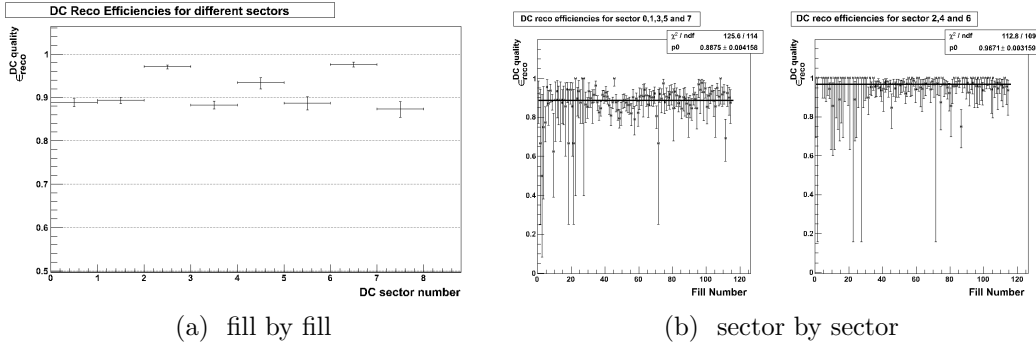 DC Reco Efficiencies for different sectors
∈ DC quality reco
1
0.9
0.8
0.7
0.6
0.5
0 1 2 3 4 5 6 7 8
DC sector number
(a) fill by fill
DC reco efficiencies for sector 0,1,3,5 and 7
χ² / ndf 125.6 / 114
p0 0.8875 ± 0.004158
∈ DC quality reco
1
0.8
0.6
0.4
0.2
0
0 20 40 60 80 100 120
Fill Number
DC reco efficiencies for sector 2,4 and 6
χ² / ndf 112.8 / 109
p0 0.9671 ± 0.003159
∈ DC quality reco
1
0.8
0.6
0.4
0.2
0
0 20 40 60 80 100 120
Fill Number
(b) sector by sector